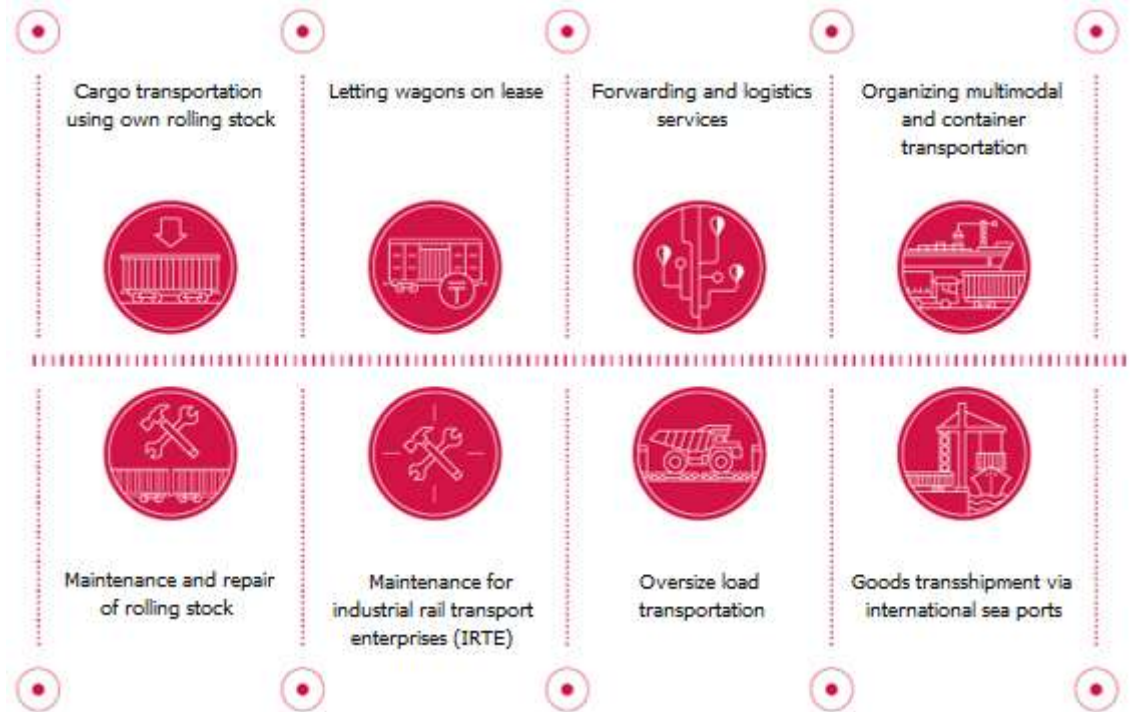 Cargo transportation
using own rolling stock
Letting wagons on lease
Forwarding and logistics
services
Organizing multimodal
and container
transportation
Maintenance and repair
of rolling stock
Maintenance for
industrial rail transport
enterprises (IRTE)
Oversize load
transportation
Goods transshipment via
international sea ports